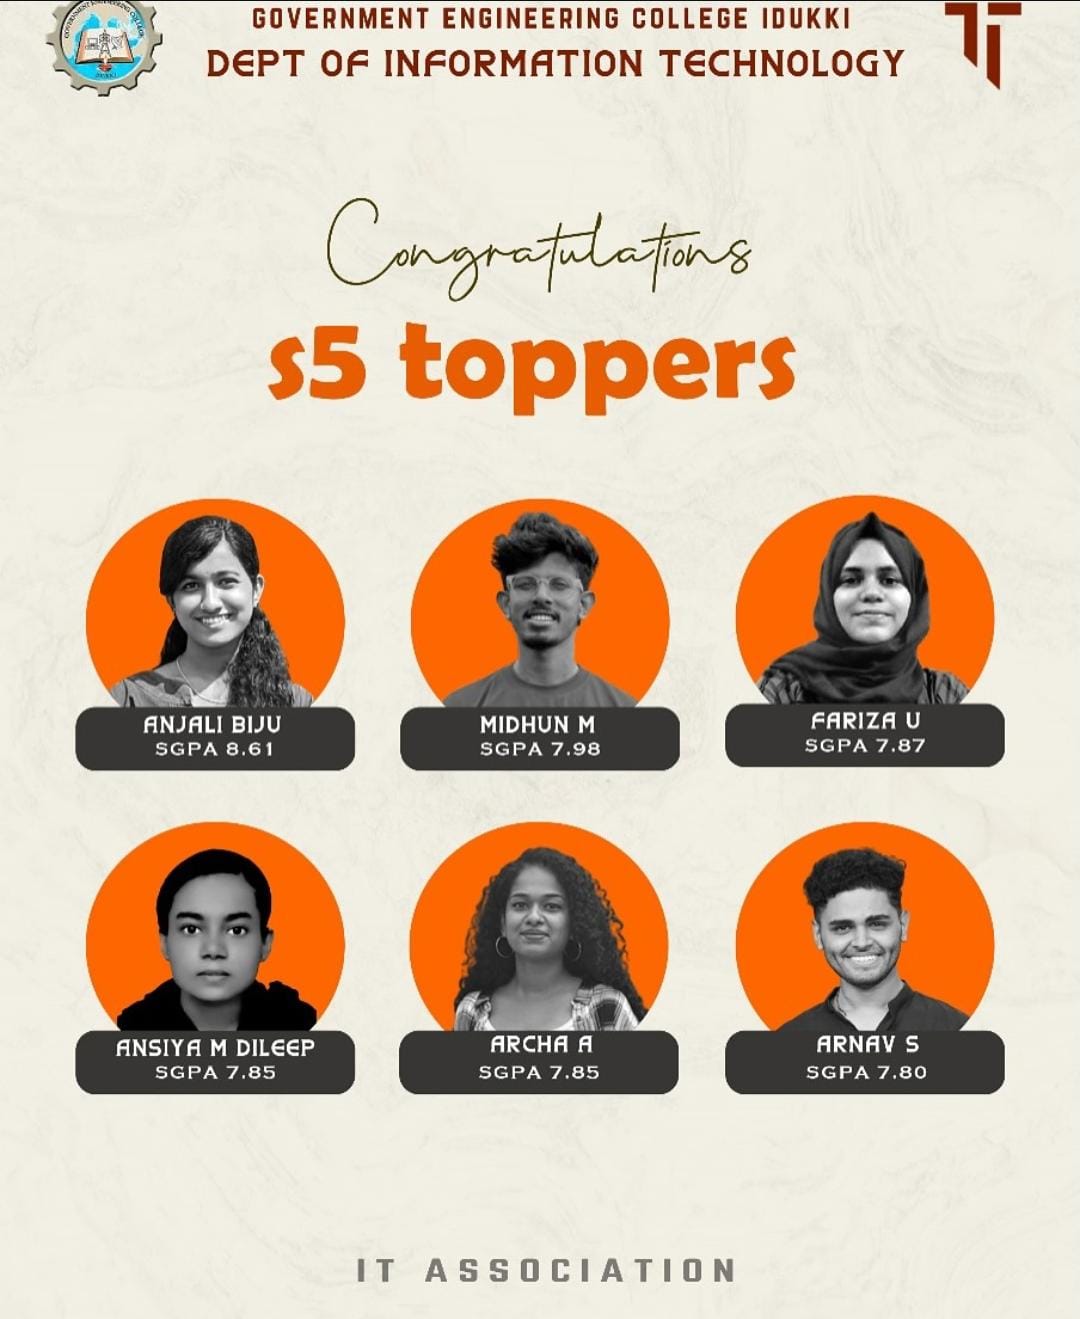 GOVERNMENT ENGINEERING COLLEGE IDUKKI
DEPT OF INFORMATION TECHNOLOGY
Congratulations
s5 toppers
ANJALI BIJU
SGPA 8.61
MIDHUN M
SGPA 7.98
FARIZA U
SGPA 7.87
ANSIYA M DILEEP
SGPA 7.85
ARCHA A
SGPA 7.85
ARNAV S
SGPA 7.80
IT ASSOCIATION